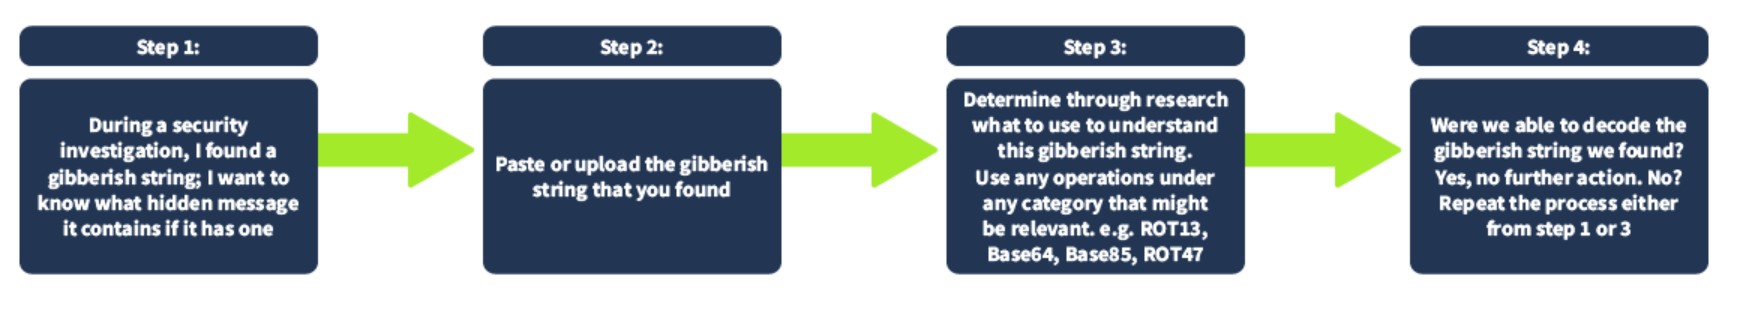 Step 1:
During a security
investigation, I found a
gibberish string; I want to
know what hidden message
it contains if it has one
Step 2:
Paste or upload the gibberish
string that you found
Step 3:
Determine through research
what to use to understand
this gibberish string.
Use any operations under
any category that might
be relevant. e.g. ROT13,
Base64, Base85, ROT47
Step 4:
Were we able to decode the
gibberish string we found?
Yes, no further action. No?
Repeat the process either
from step 1 or 3